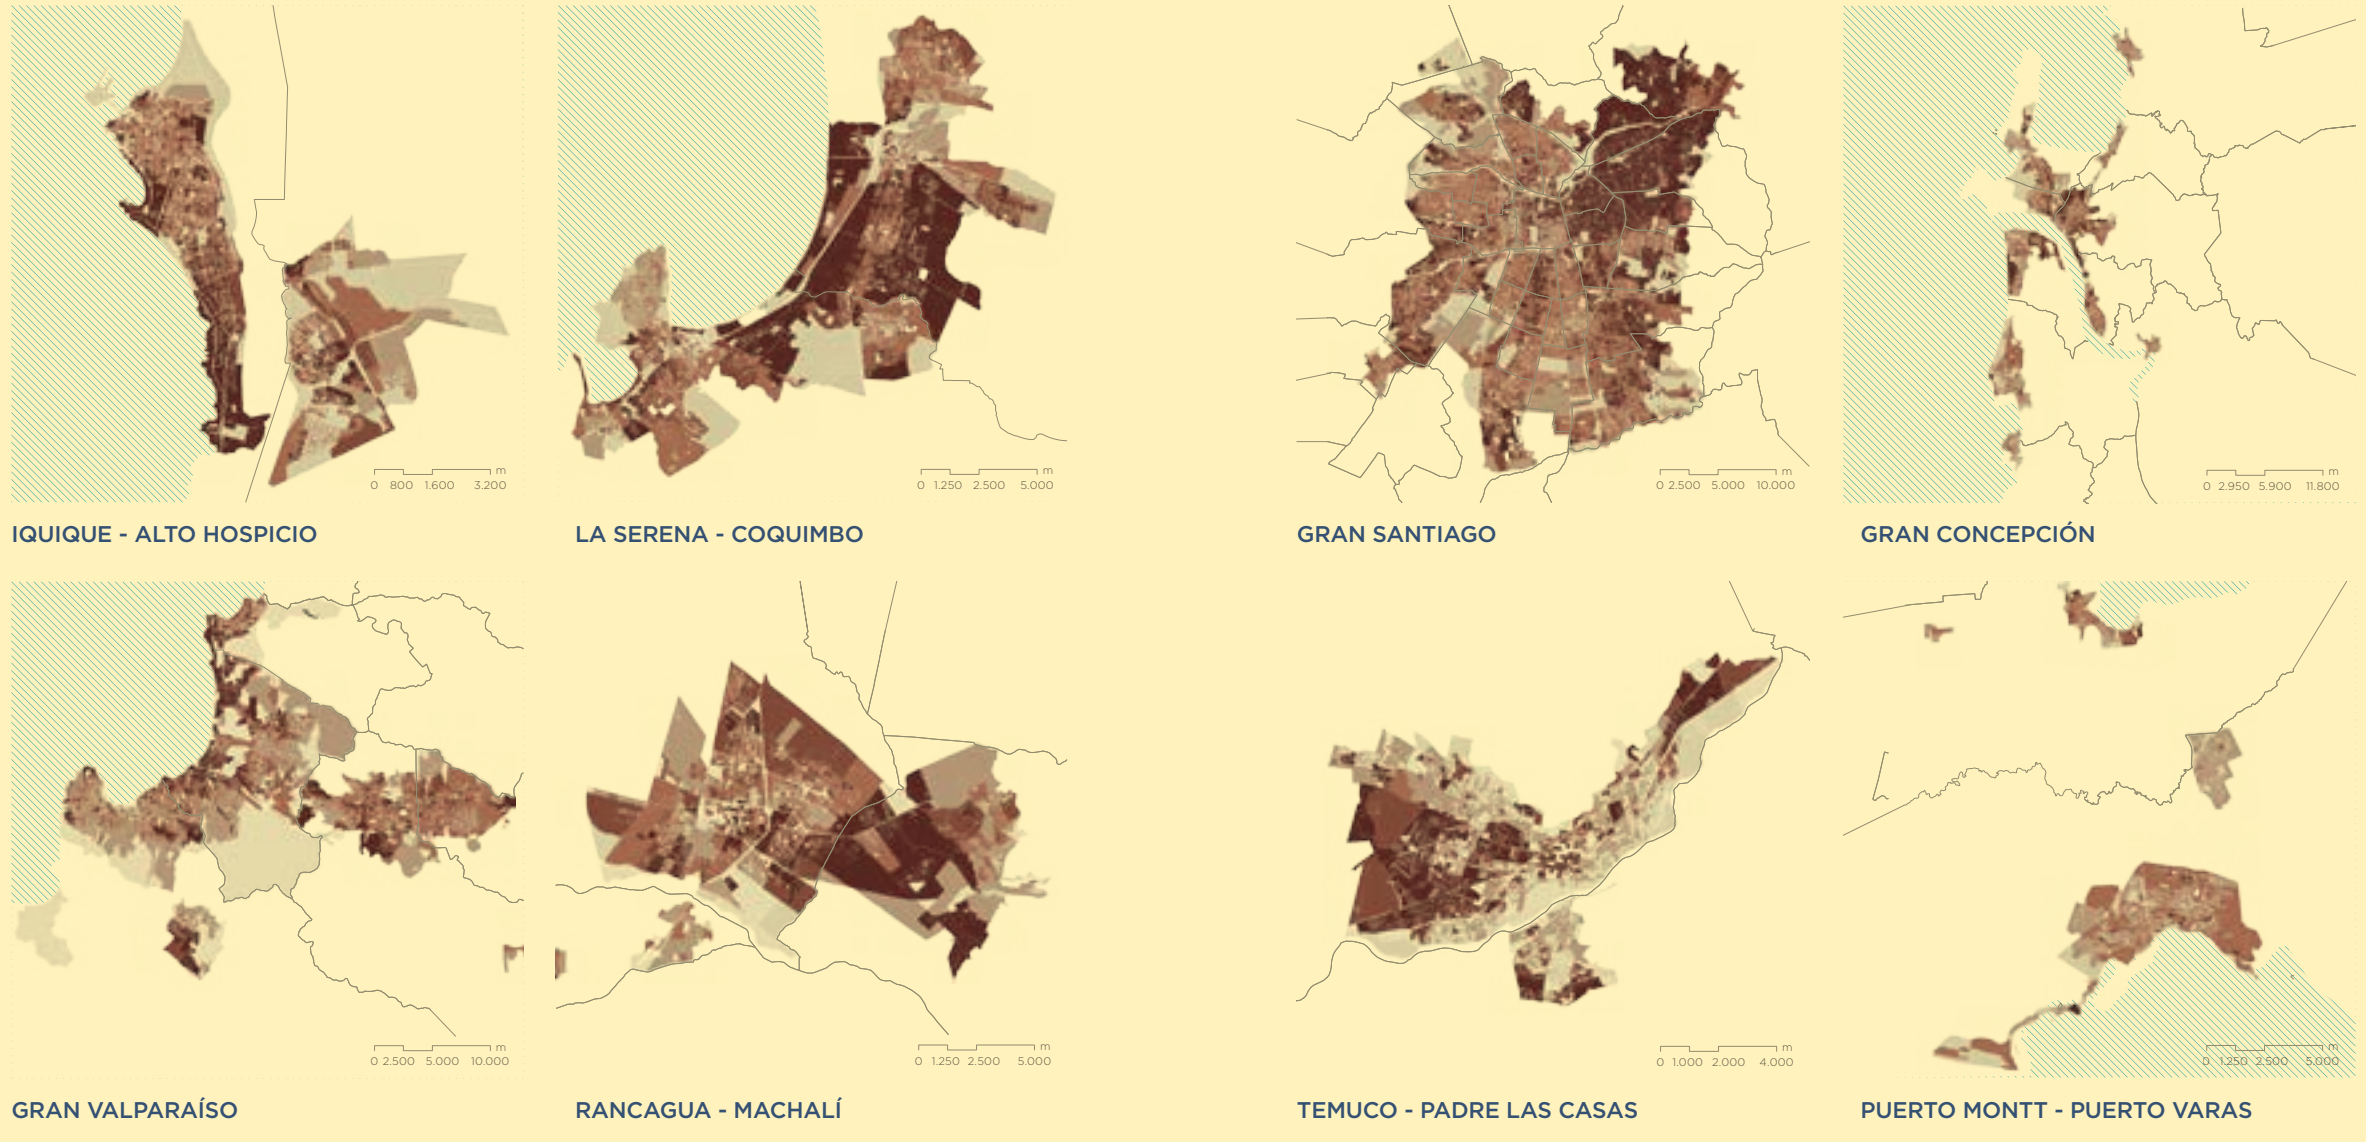 m
0 800 1.600 3.200
IQUIQUE - ALTO HOSPICIO
m
0 1.250 2.500 5.000
LA SERENA - COQUIMBO
m
0 2.500 5.000 10.000
GRAN SANTIAGO
m
0 2.950 5.900 11.800
GRAN CONCEPCIÓN
m
0 2.500 5.000 10.000
GRAN VALPARAÍSO
m
0 1.250 2.500 5.000
RANCAGUA - MACHALÍ
m
0 1.000 2.000 4.000
TEMUCO - PADRE LAS CASAS
m
0 1.250 2.500 5.000
PUERTO MONTT - PUERTO VARAS